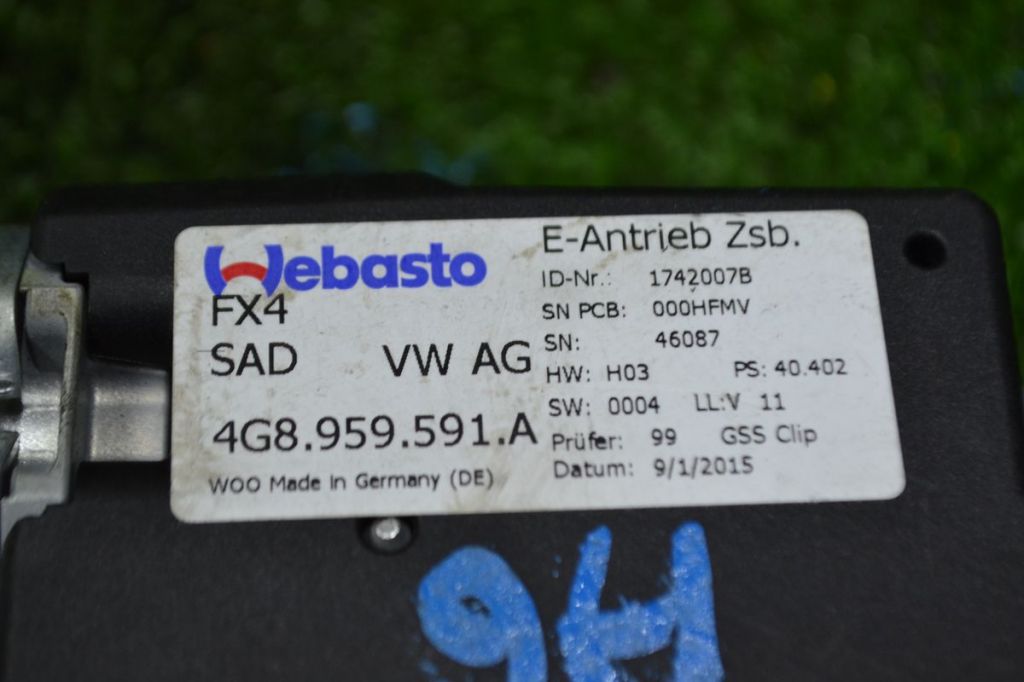 Webasto
FX4
SAD VW AG
4G8.959.591.A
WOO Made in Germany (DE)
E-Antrieb Zsb.
ID-Nr.: 1742007B
SN PCB: 000HFMV
SN: 46087
HW: H03 PS: 40.402
SW: 0004 LL:V 11
Prüfer: 99 GSS Clip
Datum: 9/1/2015
94